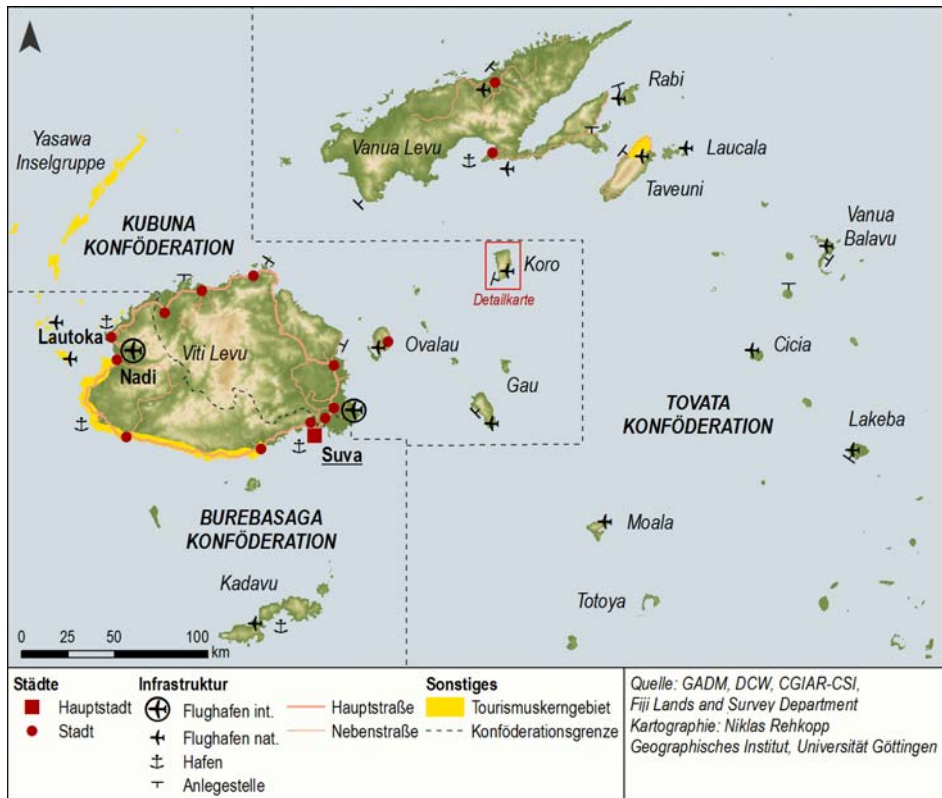 Rabi
Yasawa
Inselgruppe
Vanua Levu
Laucala
Taveuni
KUBUNA
KONFÖDERATION
Vanua
Balavu
Koro
Detailkarte
Lautoka
Viti Levu
Ovalau
Cicia
Nadi
Gau
TOVATA
KONFÖDERATION
Lakeba
Suva
BUREBASAGA
KONFÖDERATION
Moala
Kadavu
Totoya
0 25 50 100
km
Städte
Hauptstadt
Stadt
Infrastruktur
Flughafen int.
Flughafen nat.
Hafen
Anlegestelle
Hauptstraße
Nebenstraße
Sonstiges
Tourismuskerngebiet
Konföderationsgrenze
Quelle: GADM, DCW, CGIAR-CSI,
Fiji Lands and Survey Department
Kartographie: Niklas Rehkopp
Geographisches Institut, Universität Göttingen